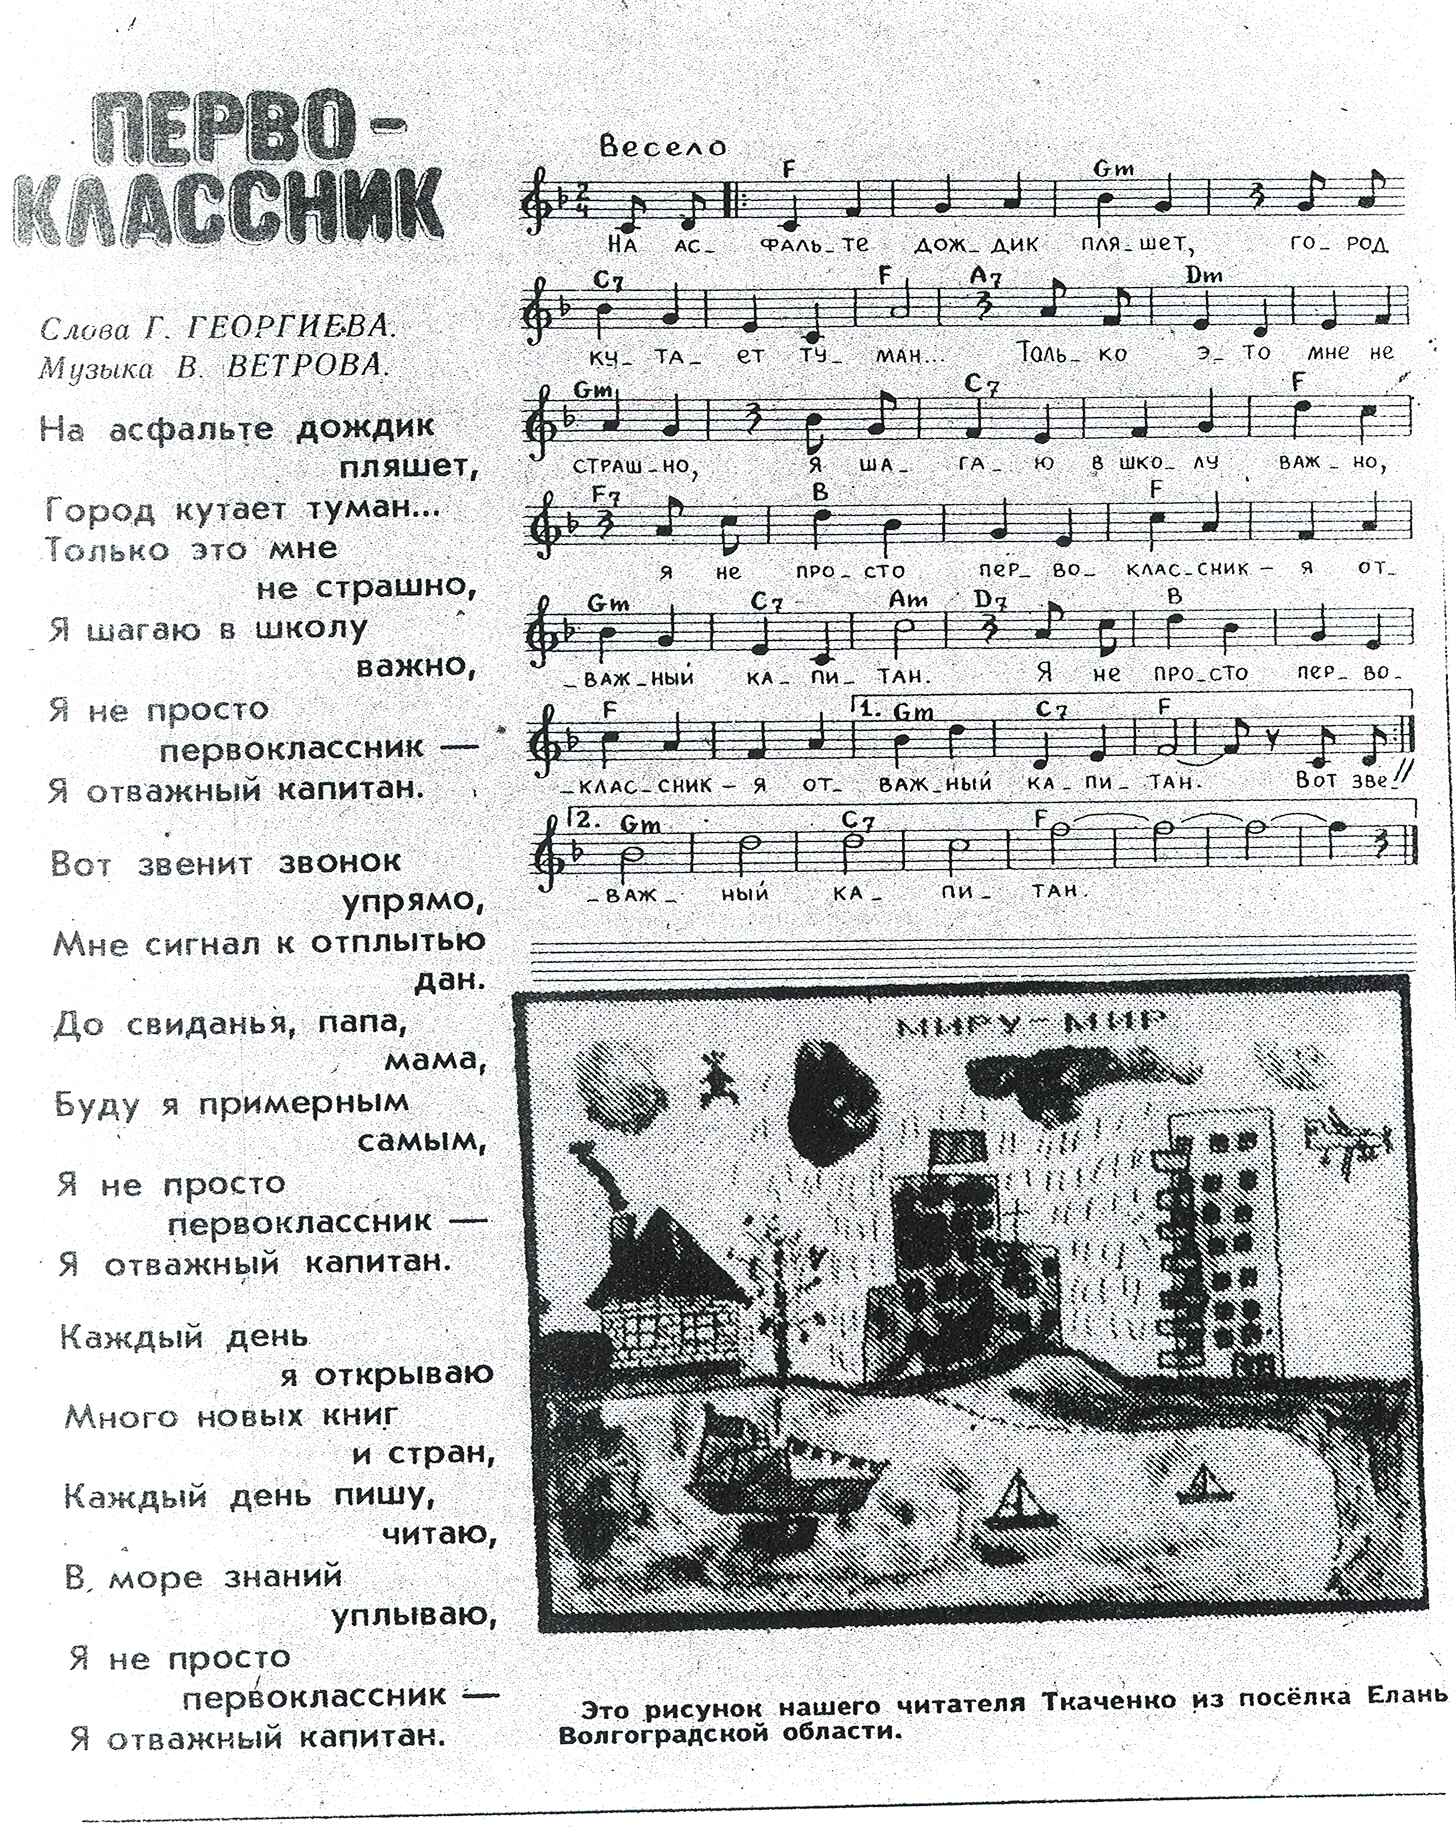 ПЕРВО-
КЛАССНИК
Слова Г. ГЕОРГИЕВА.
Музыка В. ВЕТРОВА.
На асфальте дождик
пляшет,
Город кутает туман...
Только это мне
не страшно,
Я шагаю в школу
важно,
Я не просто
первоклассник —
Я отважный капитан.
Вот звенит звонок
упрямо,
Мне сигнал к отплытью
дан.
До свиданья, папа,
мама,
Буду я примерным
самым,
Я не просто
первоклассник —
Я отважный капитан.
Каждый день
я открываю
Много новых книг
и стран,
Каждый день пишу,
читаю,
В море знаний
уплываю,
Я не просто
первоклассник —
Я отважный капитан.
Весело
F Gm
2
4
НА АС_ ФАЛЬ_ТЕ ДОЖ_ДИК ПЛЯ_ШЕТ, ГО_РОД
C7 F A7 Dm
КУ_ ТА_ ЕТ ТУ_ МАН... ТОЛЬ_КО Э_ТО МНЕ НЕ
Gm C7 F
СТРАШ_НО, Я ША_ ГА_Ю В ШКО_ЛУ ВАЖ_НО,
F7 B F
Я НЕ ПРО_СТО ПЕР_ВО_ КЛАС_СНИК – Я ОТ_
Gm C7 Am D7 B
_ВАЖ_НЫЙ КА_ ПИ_ ТАН. Я НЕ ПРО_СТО ПЕР_ВО_
F 1. Gm C7 F
_КЛАС_СНИК – Я ОТ_ ВАЖ_НЫЙ КА_ПИ_ТАН. ВОТ ЗВЕ_//
2. Gm C7 F
_ВАЖ_ НЫЙ КА_ ПИ_ ТАН.
МИРУ-МИР
Это рисунок нашего читателя Ткаченко из посёлка Елань
Волгоградской области.